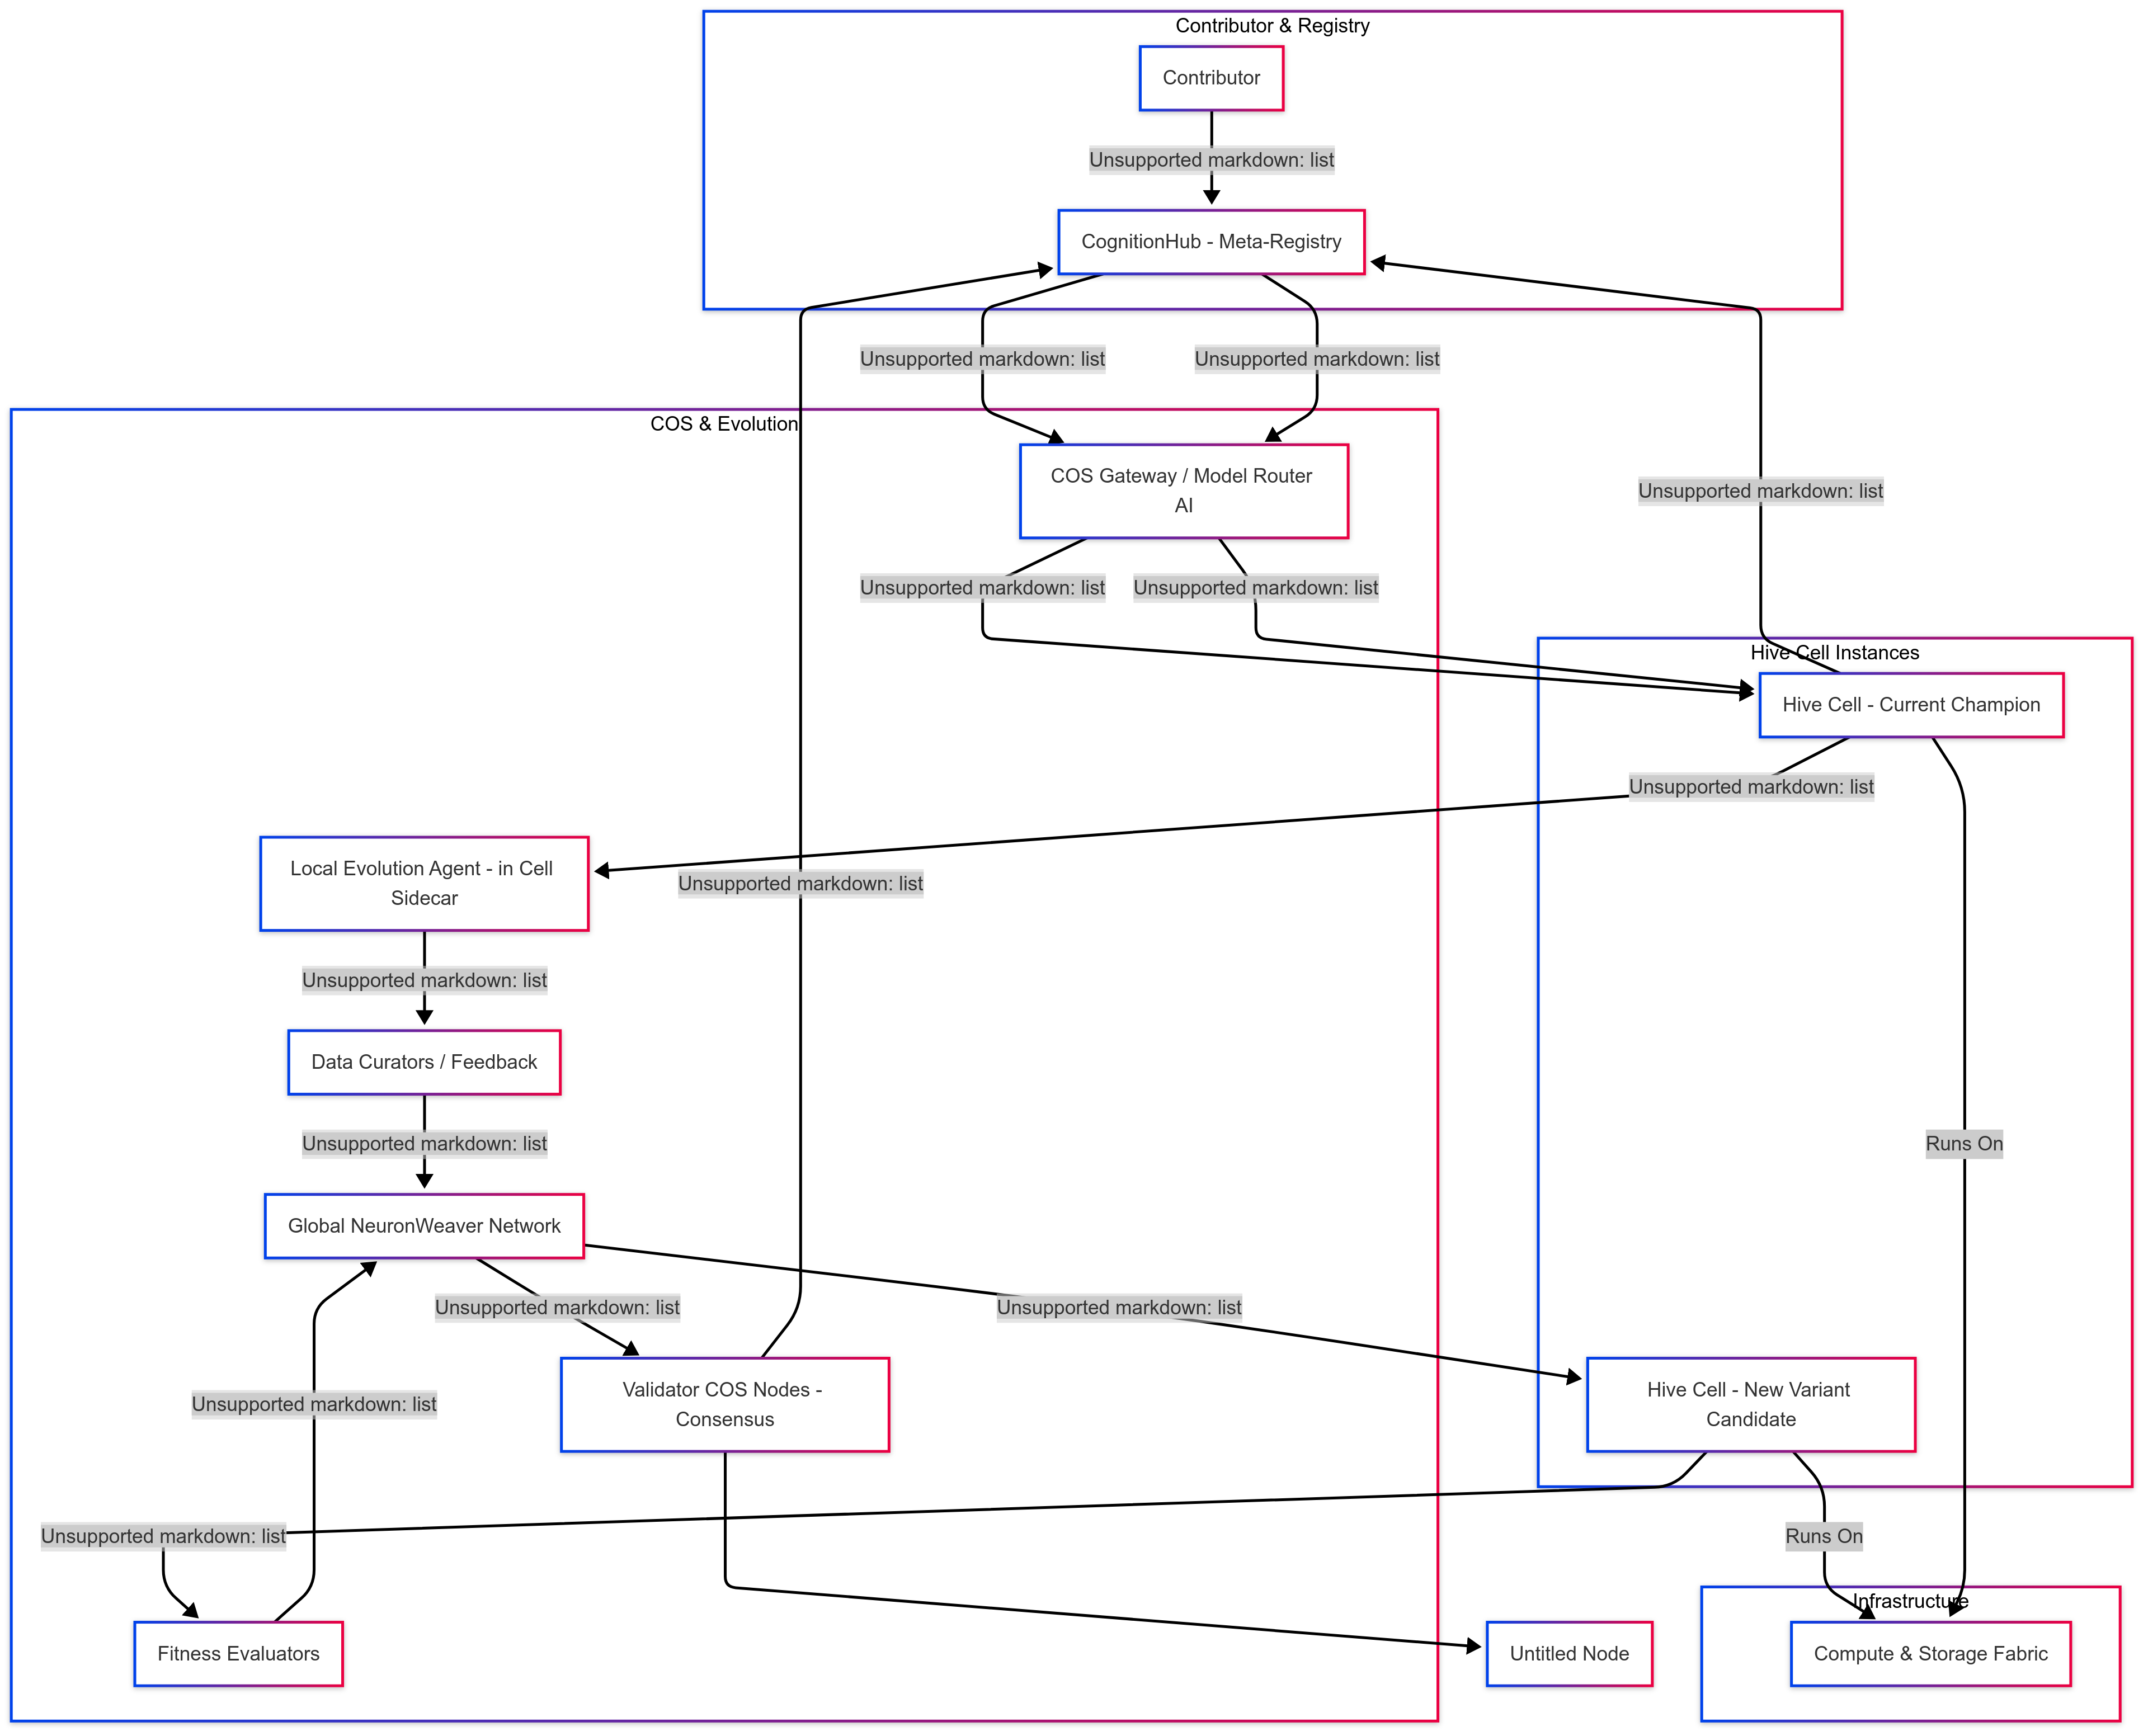 Contributor & Registry
Contributor
Unsupported markdown: list
CognitionHub - Meta-Registry
Unsupported markdown: list
Unsupported markdown: list
COS & Evolution
COS Gateway / Model Router
AI
Unsupported markdown: list
Unsupported markdown: list
Unsupported markdown: list
Hive Cell Instances
Hive Cell - Current Champion
Unsupported markdown: list
Local Evolution Agent - in Cell
Sidecar
Unsupported markdown: list
Unsupported markdown: list
Data Curators / Feedback
Unsupported markdown: list
Runs On
Global NeuronWeaver Network
Unsupported markdown: list
Unsupported markdown: list
Validator COS Nodes -
Consensus
Hive Cell - New Variant
Candidate
Unsupported markdown: list
Unsupported markdown: list
Runs On
Infrastructure
Fitness Evaluators
Untitled Node
Compute & Storage Fabric